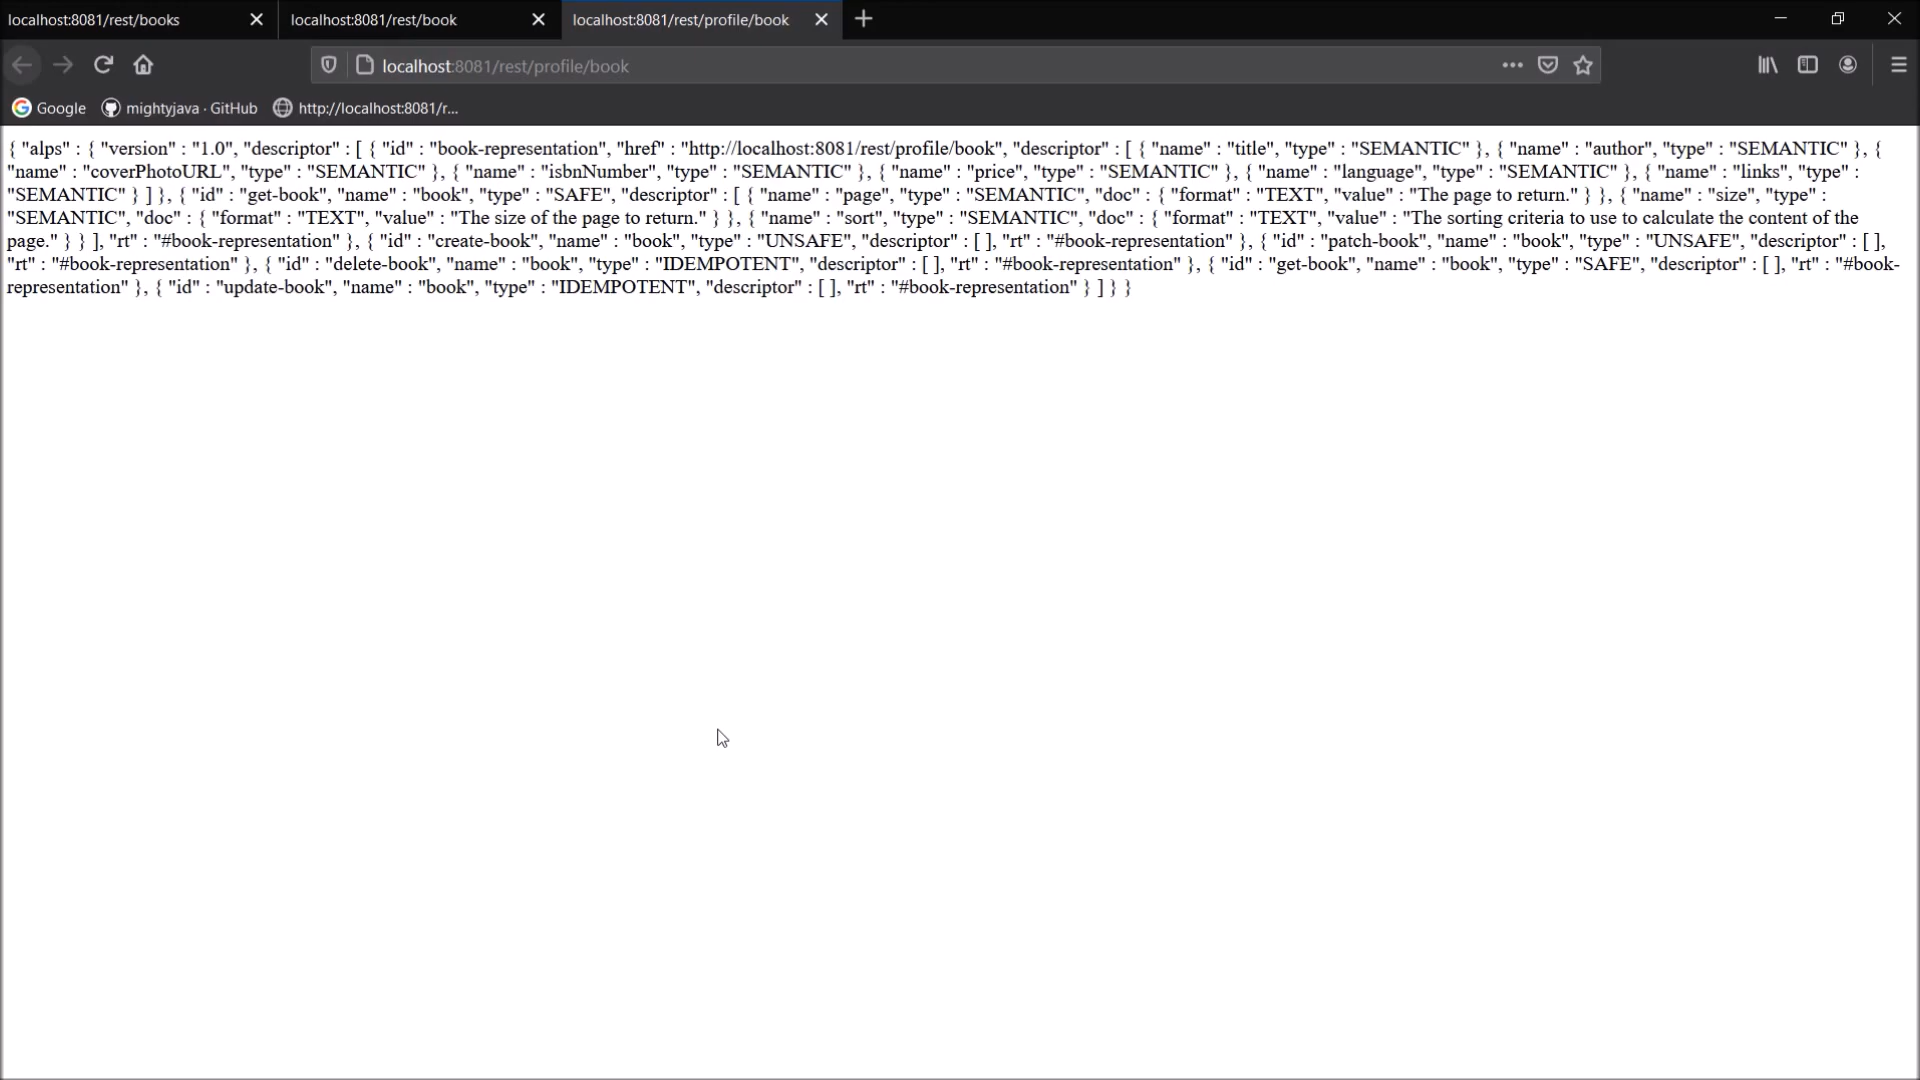 localhost:8081/rest/books
localhost:8081/rest/book
localhost:8081/rest/profile/book
localhost:8081/rest/profile/book
Google
mightyjava · GitHub
http://localhost:8081/r...
{ "alps" : { "version" : "1.0", "descriptor" : [ { "id" : "book-representation", "href" : "http://localhost:8081/rest/profile/book", "descriptor" : [ { "name" : "title", "type" : "SEMANTIC" }, { "name" : "author", "type" : "SEMANTIC" }, {
"name" : "coverPhotoURL", "type" : "SEMANTIC" }, { "name" : "isbnNumber", "type" : "SEMANTIC" }, { "name" : "price", "type" : "SEMANTIC" }, { "name" : "language", "type" : "SEMANTIC" }, { "name" : "links", "type" :
"SEMANTIC" } ] }, { "id" : "get-book", "name" : "book", "type" : "SAFE", "descriptor" : [ { "name" : "page", "type" : "SEMANTIC", "doc" : { "format" : "TEXT", "value" : "The page to return." } }, { "name" : "size", "type" :
"SEMANTIC", "doc" : { "format" : "TEXT", "value" : "The size of the page to return." } }, { "name" : "sort", "type" : "SEMANTIC", "doc" : { "format" : "TEXT", "value" : "The sorting criteria to use to calculate the content of the
page." } } ], "rt" : "#book-representation" }, { "id" : "create-book", "name" : "book", "type" : "UNSAFE", "descriptor" : [ ], "rt" : "#book-representation" }, { "id" : "patch-book", "name" : "book", "type" : "UNSAFE", "descriptor" : [ ],
"rt" : "#book-representation" }, { "id" : "delete-book", "name" : "book", "type" : "IDEMPOTENT", "descriptor" : [ ], "rt" : "#book-representation" }, { "id" : "get-book", "name" : "book", "type" : "SAFE", "descriptor" : [ ], "rt" : "#book-
representation" }, { "id" : "update-book", "name" : "book", "type" : "IDEMPOTENT", "descriptor" : [ ], "rt" : "#book-representation" } ] } }